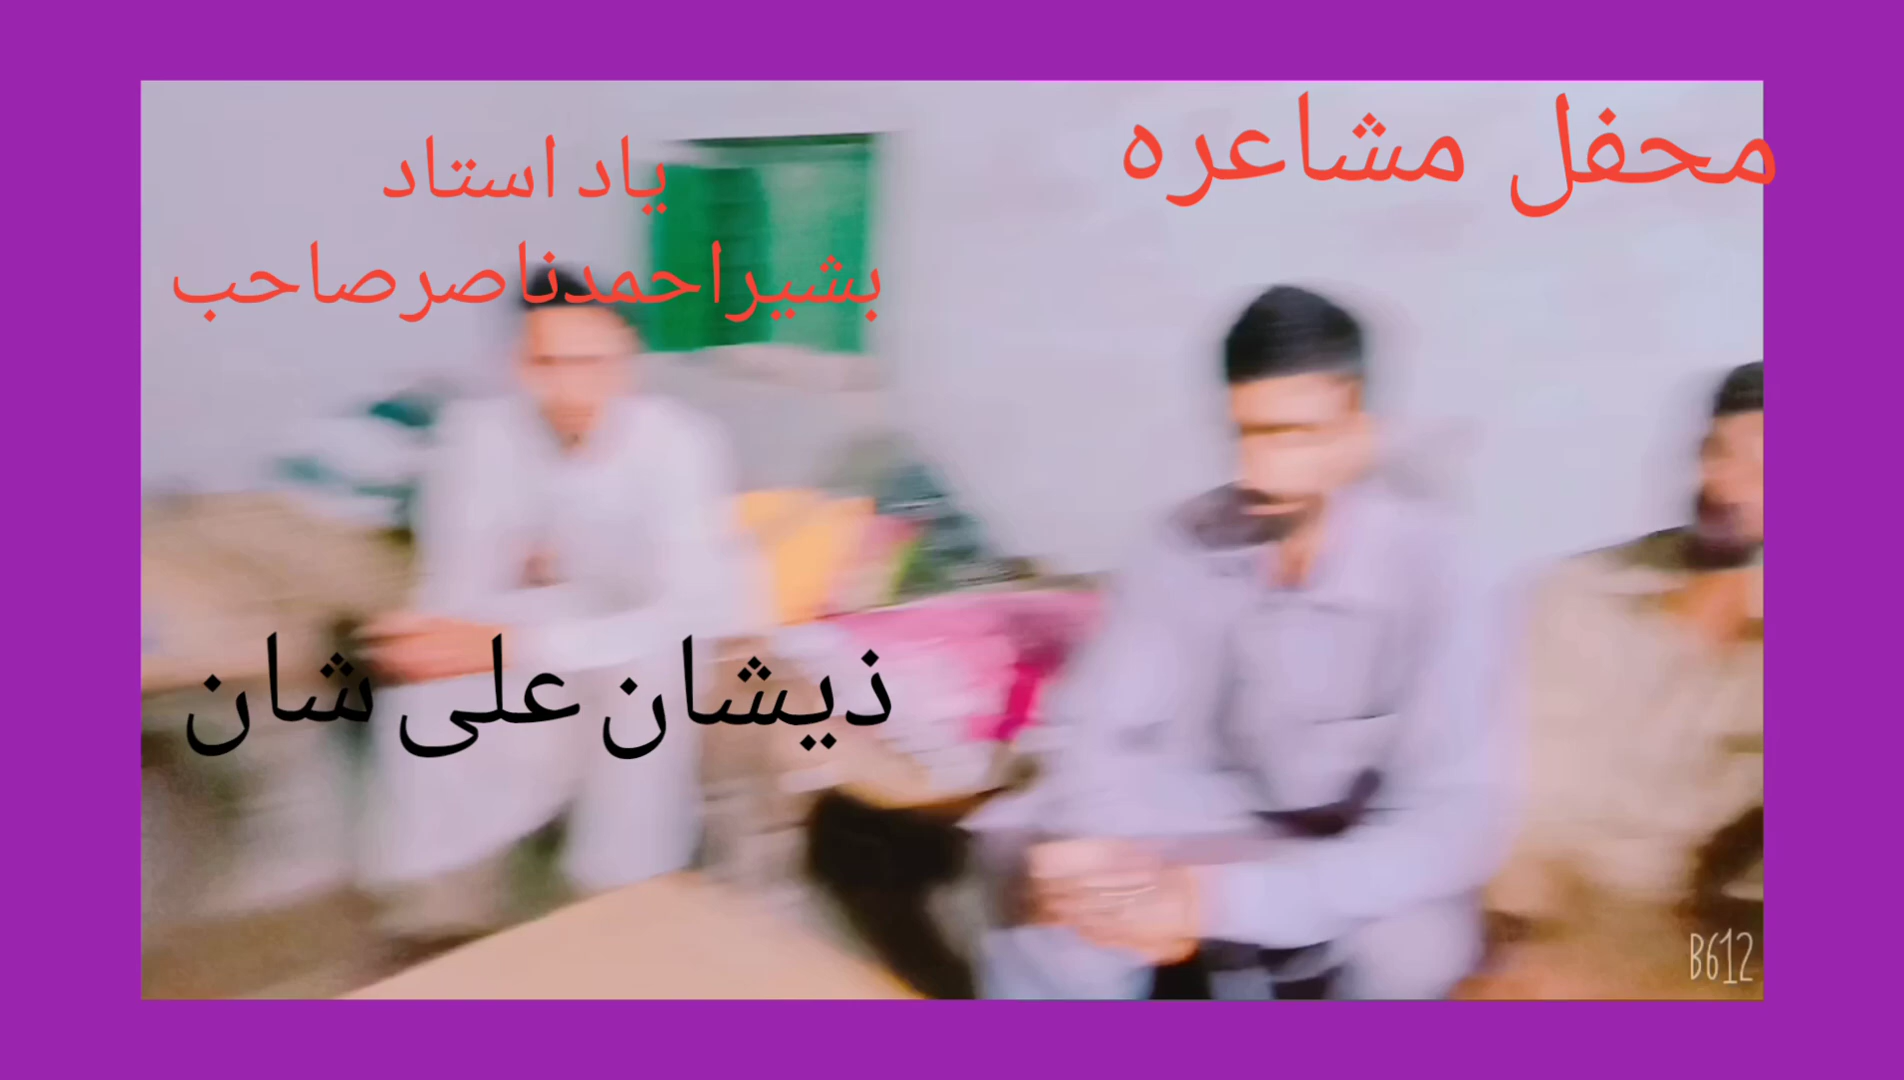 محفل مشاعرہ
یاد استاد
بشیراحمدناصرصاحب
ذیشان علی شان
B612